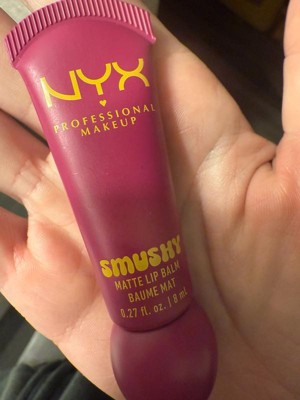 NYX
PROFESSIONAL
MAKEUP
SMUSHY
MATTE LIP BALM
BAUME MAT
0.27 fl. oz. | 8 ml